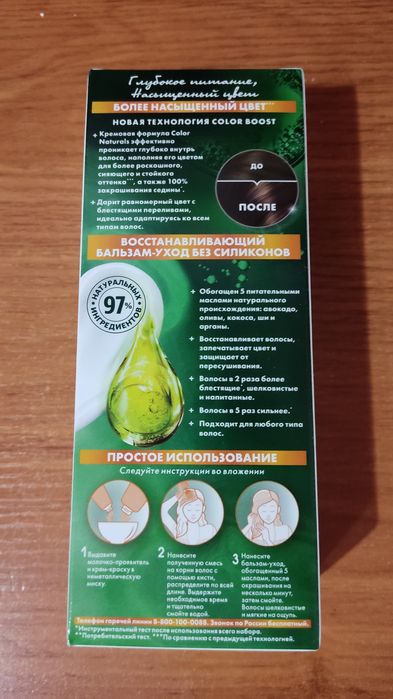 Глубокое питание,
Насыщенный цвет
БОЛЕЕ НАСЫЩЕННЫЙ ЦВЕТ***
НОВАЯ ТЕХНОЛОГИЯ COLOR BOOST
+ Кремовая формула Color
Naturals эффективно
проникает глубоко внутрь
волоса, наполняя его цветом
для более роскошного,
сияющего и стойкого
оттенка***, а также 100%
закрашивания седины*.
+ Дарит равномерный цвет с
блестящими переливами,
идеально адаптируясь ко всем
типам волос.
ДО
ПОСЛЕ
ВОССТАНАВЛИВАЮЩИЙ
БАЛЬЗАМ-УХОД БЕЗ СИЛИКОНОВ
НАТУРАЛЬНЫХ
97%
ИНГРЕДИЕНТОВ
+ Обогащен 5 питательными
маслами натурального
происхождения: авокадо,
оливы, кокоса, ши и
арганы.
+ Восстанавливает волосы,
запечатывает цвет и
защищает от
пересушивания.
+ Волосы в 2 раза более
блестящие*, шелковистые
и напитанные.
+ Волосы в 5 раз сильнее.*
+ Подходит для любого типа
волос.
ПРОСТОЕ ИСПОЛЬЗОВАНИЕ
Следуйте инструкции во вложении
1 Выдавите
молочко-проявитель
и крем-краску в
неметаллическую
миску.
2 Нанесите
полученную смесь
на корни волос с
помощью кисти,
распределите по всей
длине. Выдержите
необходимое время
и тщательно
смойте водой.
3 Нанесите
бальзам-уход,
обогащённый 5
маслами, после
окрашивания на
несколько минут,
затем смойте.
Волосы шелковистые
и мягкие на ощупь.
Телефон горячей линии 8-800-100-0088. Звонок по России бесплатный.
*Инструментальный тест после использования всего набора.
**Потребительский тест. ***По сравнению с предыдущей технологией.